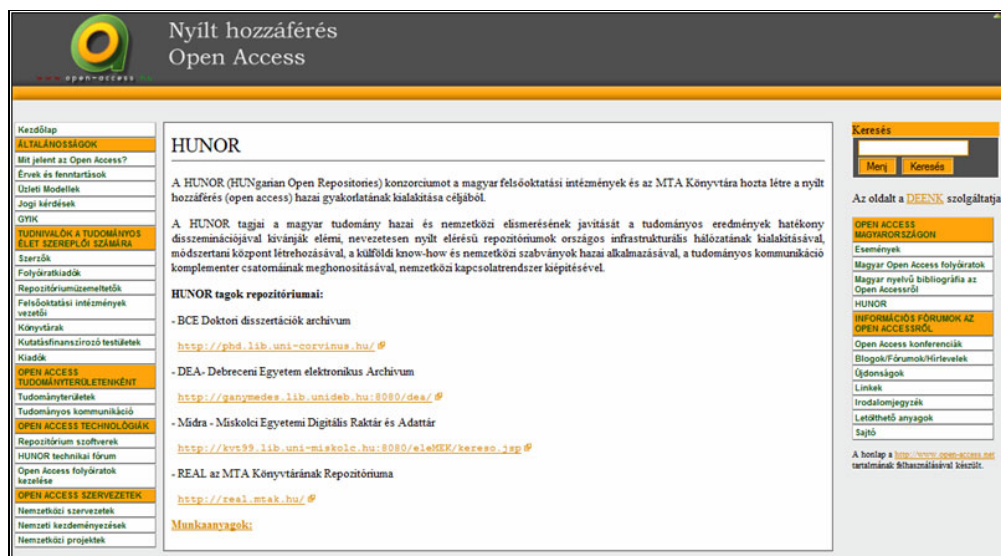 Nyílt hozzáférés
Open Access
www.open-access.hu
Kezdőlap
ÁLTALÁNOSSÁGOK
Mit jelent az Open Access?
Érvek és fenntartások
Üzleti Modellek
Jogi kérdések
GYIK
TUDNIVALÓK A TUDOMÁNYOS
ÉLET SZEREPLŐI SZÁMÁRA
Szerzők
Folyóiratkiadók
Repozitóriumüzemeltetők
Felsőoktatási intézmények
vezetői
Könyvtárak
Kutatásfinanszírozó testületek
Kiadók
OPEN ACCESS
TUDOMÁNYTERÜLETENKÉNT
Tudományterületek
Tudományos kommunikáció
OPEN ACCESS TECHNOLÓGIÁK
Repozitórium szoftverek
HUNOR technikai fórum
Open Access folyóiratok
kezelése
OPEN ACCESS SZERVEZETEK
Nemzetközi szervezetek
Nemzeti kezdeményezések
Nemzetközi projektek
HUNOR
A HUNOR (HUNgarian Open Repositories) konzorciumot a magyar felsőoktatási intézmények és az MTA Könyvtára hozta létre a nyílt
hozzáférés (open access) hazai gyakorlatának kialakítása céljából.
A HUNOR tagjai a magyar tudomány hazai és nemzetközi elismerésének javítását a tudományos eredmények hatékony
disszeminációjával kívánják elérni, nevezetesen nyílt elérésű repozitóriumok országos infrastrukturális hálózatának kialakításával,
módszertani központ létrehozásával, a külföldi know-how és nemzetközi szabványok hazai alkalmazásával, a tudományos kommunikáció
komplementer csatornáinak meghonosításával, nemzetközi kapcsolatrendszer kiépítésével.
HUNOR tagok repozitóriumai:
- BCE Doktori disszertációk archívum
http://phd.lib.uni-corvinus.hu/
- DEA- Debreceni Egyetem elektronikus Archívum
http://ganymedes.lib.unideb.hu:8080/dea/
- Midra - Miskolci Egyetemi Digitális Raktár és Adattár
http://kvt99.lib.uni-miskolc.hu:8080/eleMEK/kereso.jsp
- REAL az MTA Könyvtárának Repozitóriuma
http://real.mtak.hu/
Munkaanyagok:
Keresés
Menj Keresés
Az oldalt a DEENK szolgáltatja
OPEN ACCESS
MAGYARORSZÁGON
Események
Magyar Open Access folyóiratok
Magyar nyelvű bibliográfia az
Open Accessről
HUNOR
INFORMÁCIÓS FÓRUMOK AZ
OPEN ACCESSRŐL
Open Access konferenciák
Blogok/Fórumok/Hírlevelek
Újdonságok
Linkek
Irodalomjegyzék
Letölthető anyagok
Sajtó
A honlap a http://www.open-access.net
tartalmának felhasználásával készült.